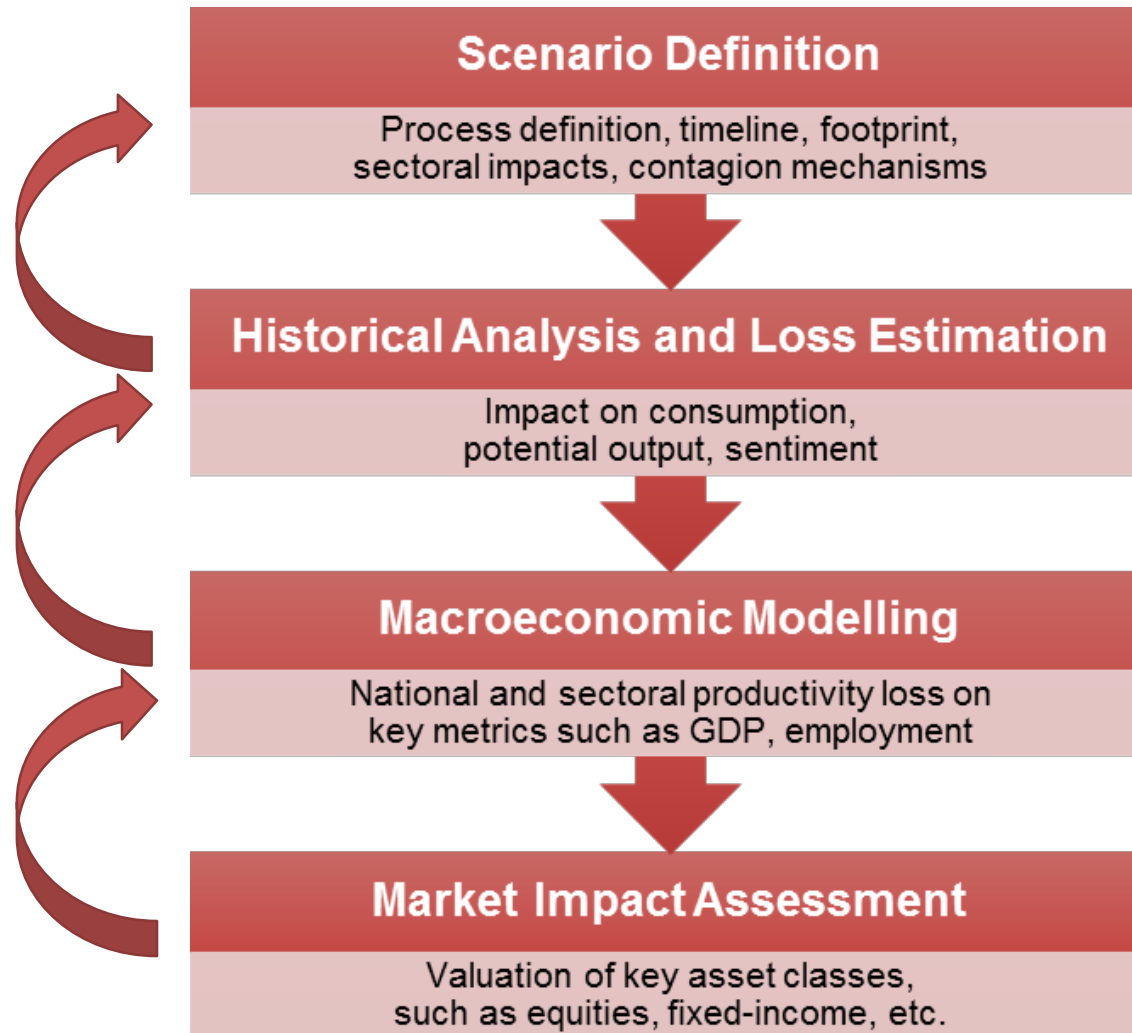 Scenario Definition
Process definition, timeline, footprint,
sectoral impacts, contagion mechanisms
Historical Analysis and Loss Estimation
Impact on consumption,
potential output, sentiment
Macroeconomic Modelling
National and sectoral productivity loss on
key metrics such as GDP, employment
Market Impact Assessment
Valuation of key asset classes,
such as equities, fixed-income, etc.